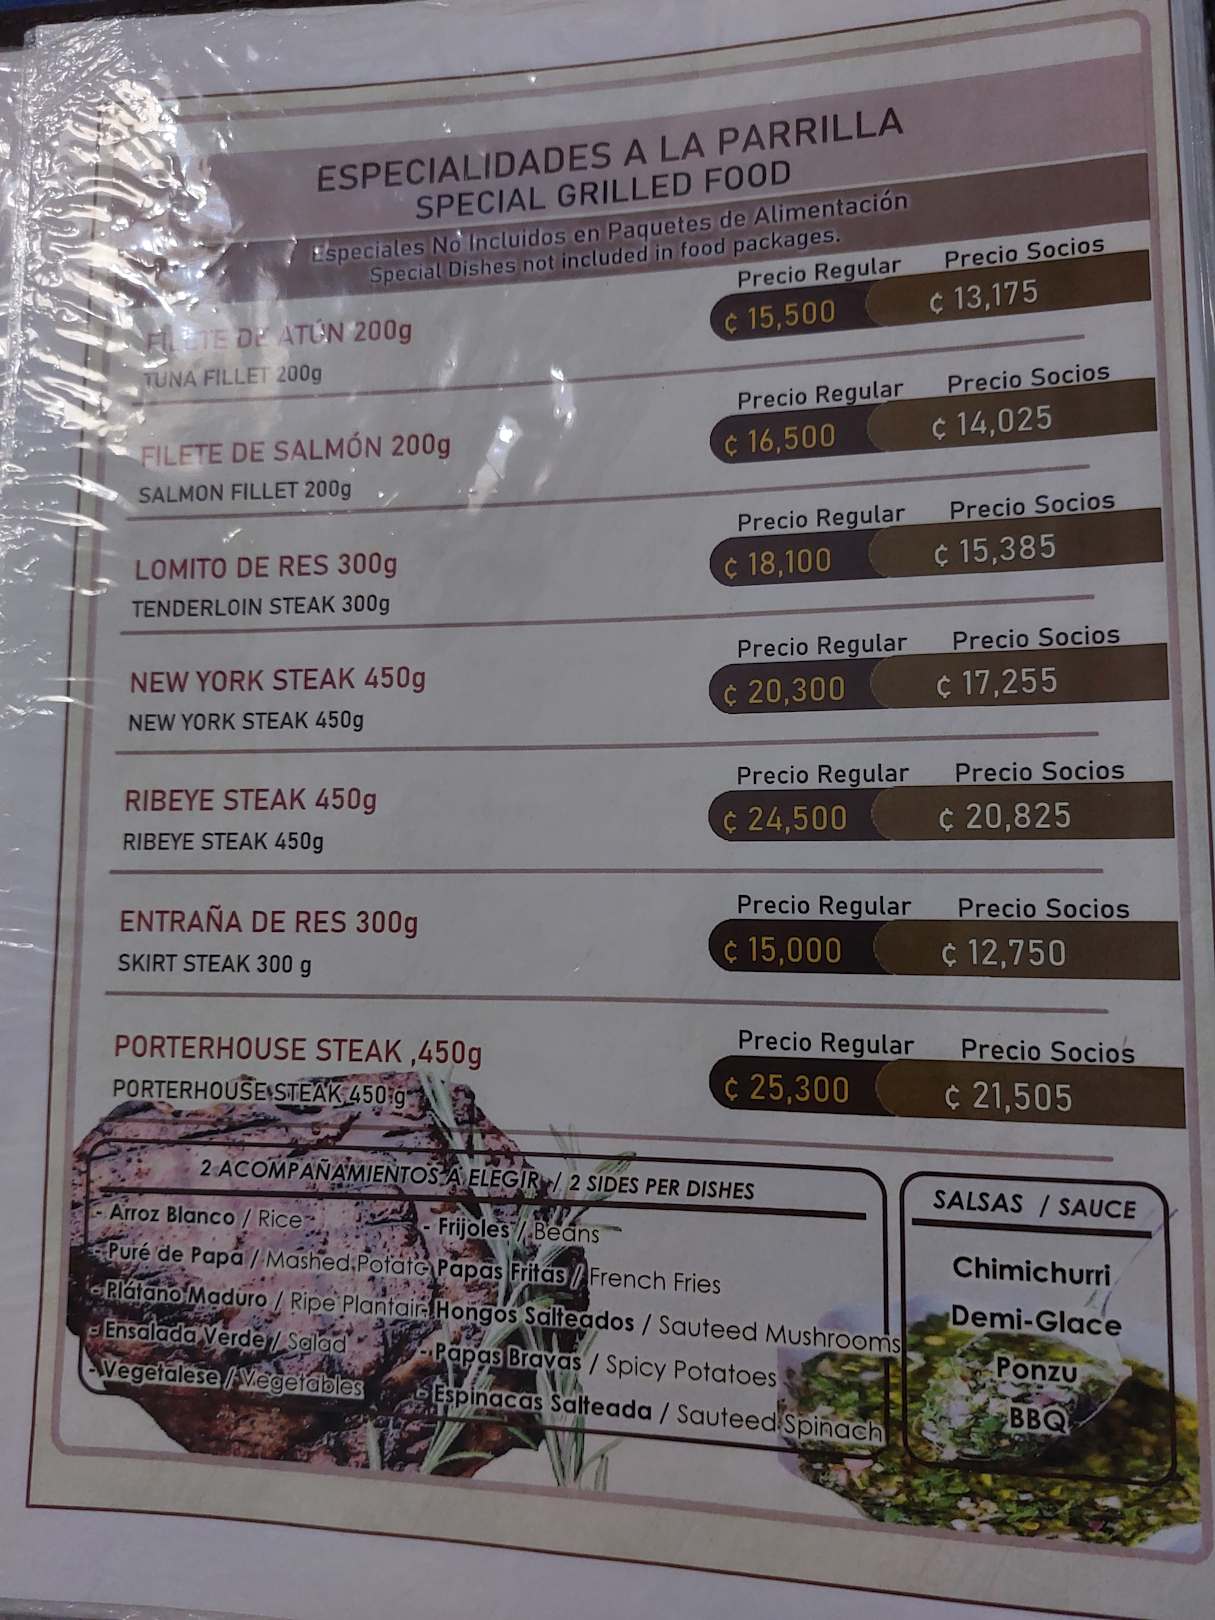 ESPECIALIDADES A LA PARRILLA
SPECIAL GRILLED FOOD
Especiales No Incluidos en Paquetes de Alimentación
Special Dishes not included in food packages.
Precio Regular Precio Socios
FILETE DE ATÚN 200g ₵ 15,500 ₵ 13,175
TUNA FILLET 200g
Precio Regular Precio Socios
FILETE DE SALMÓN 200g ₵ 16,500 ₵ 14,025
SALMON FILLET 200g
Precio Regular Precio Socios
LOMITO DE RES 300g ₵ 18,100 ₵ 15,385
TENDERLOIN STEAK 300g
Precio Regular Precio Socios
NEW YORK STEAK 450g ₵ 20,300 ₵ 17,255
NEW YORK STEAK 450g
Precio Regular Precio Socios
RIBEYE STEAK 450g ₵ 24,500 ₵ 20,825
RIBEYE STEAK 450g
Precio Regular Precio Socios
ENTRAÑA DE RES 300g ₵ 15,000 ₵ 12,750
SKIRT STEAK 300 g
Precio Regular Precio Socios
PORTERHOUSE STEAK ,450g ₵ 25,300 ₵ 21,505
PORTERHOUSE STEAK 450 g
2 ACOMPAÑAMIENTOS A ELEGIR / 2 SIDES PER DISHES
- Arroz Blanco / Rice
- Puré de Papa / Mashed Potato
- Plátano Maduro / Ripe Plantain
- Ensalada Verde / Salad
- Vegetalese / Vegetables
- Frijoles / Beans
Papas Fritas / French Fries
Hongos Salteados / Sauteed Mushrooms
- Papas Bravas / Spicy Potatoes
- Espinacas Salteada / Sauteed Spinach
SALSAS / SAUCE
Chimichurri
Demi-Glace
Ponzu
BBQ